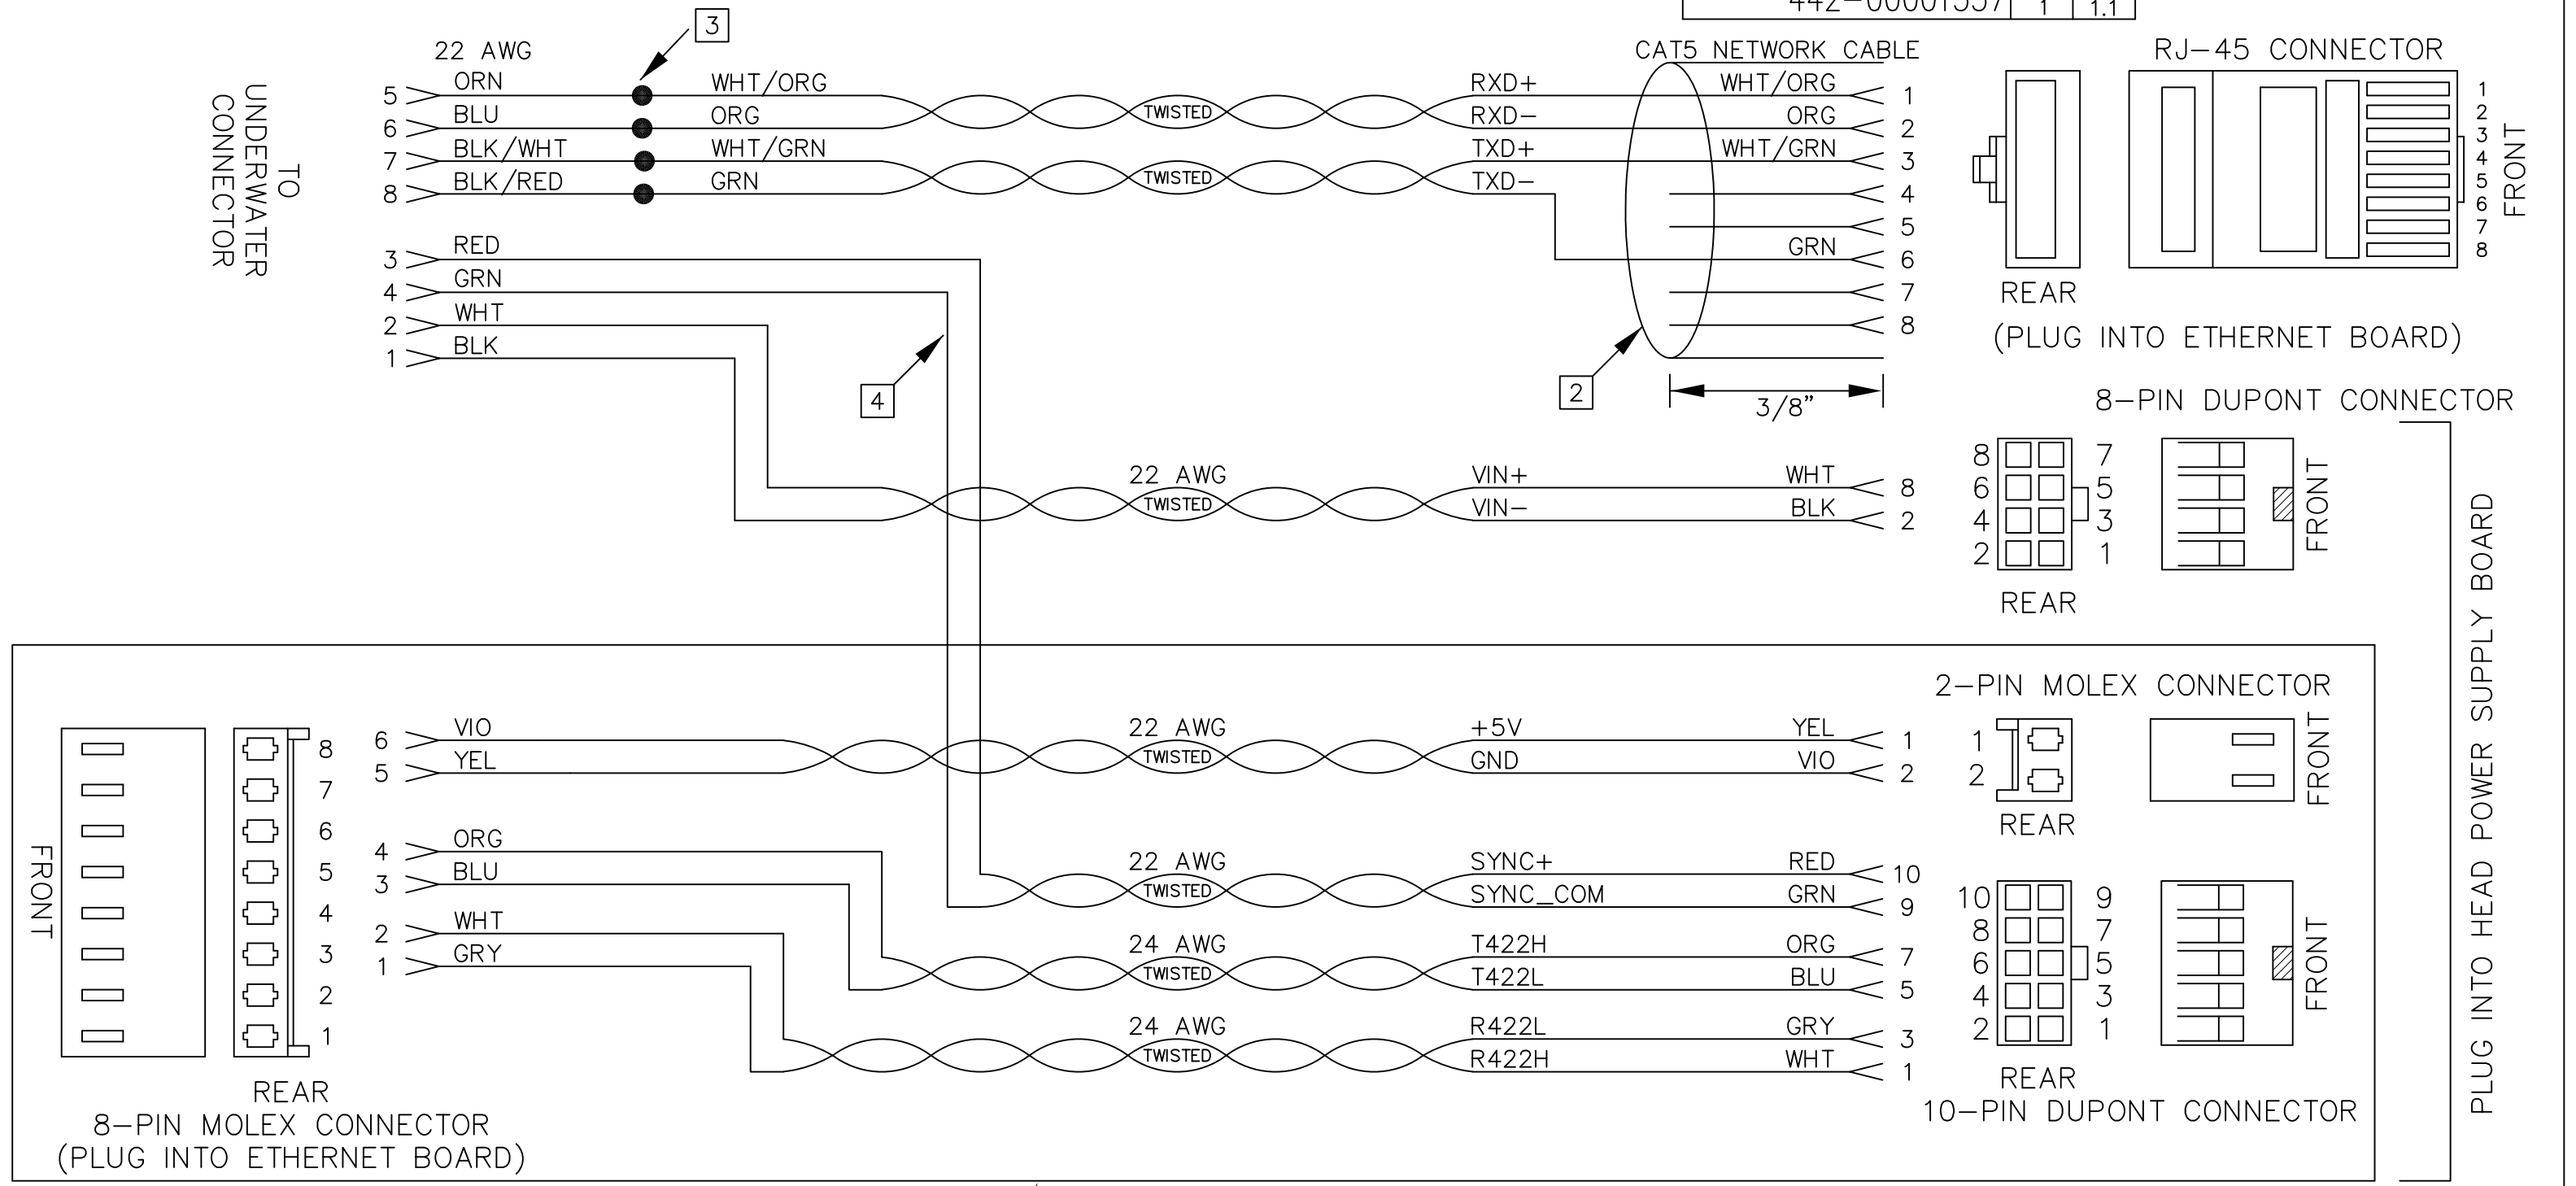 442-00001557 1 1.1
3
22 AWG
CAT5 NETWORK CABLE
RJ-45 CONNECTOR
TO
UNDERWATER
CONNECTOR
5 ORN WHT/ORG TWISTED RXD+ WHT/ORG 1
6 BLU ORG RXD- ORG 2
7 BLK/WHT WHT/GRN TWISTED TXD+ WHT/GRN 3
8 BLK/RED GRN TXD- 4
5
3 RED GRN 6
4 GRN 7
2 WHT 8
1 BLK
1
2
3
4
5
6
7
8
FRONT
REAR
(PLUG INTO ETHERNET BOARD)
4
2
3/8"
8-PIN DUPONT CONNECTOR
22 AWG
TWISTED
VIN+ WHT 8
VIN- BLK 2
8 7
6 5
4 3
2 1
FRONT
REAR
PLUG INTO HEAD POWER SUPPLY BOARD
2-PIN MOLEX CONNECTOR
6 VIO 22 AWG +5V YEL 1
5 YEL TWISTED GND VIO 2
1
2
FRONT
REAR
FRONT
8
7
6
5
4
3
2
1
REAR
8-PIN MOLEX CONNECTOR
(PLUG INTO ETHERNET BOARD)
4 ORG
3 BLU
2 WHT
1 GRY
22 AWG SYNC+ RED 10
TWISTED SYNC_COM GRN 9
24 AWG T422H ORG 7
TWISTED T422L BLU 5
24 AWG R422L GRY 3
TWISTED R422H WHT 1
10 9
8 7
6 5
4 3
2 1
FRONT
REAR
10-PIN DUPONT CONNECTOR